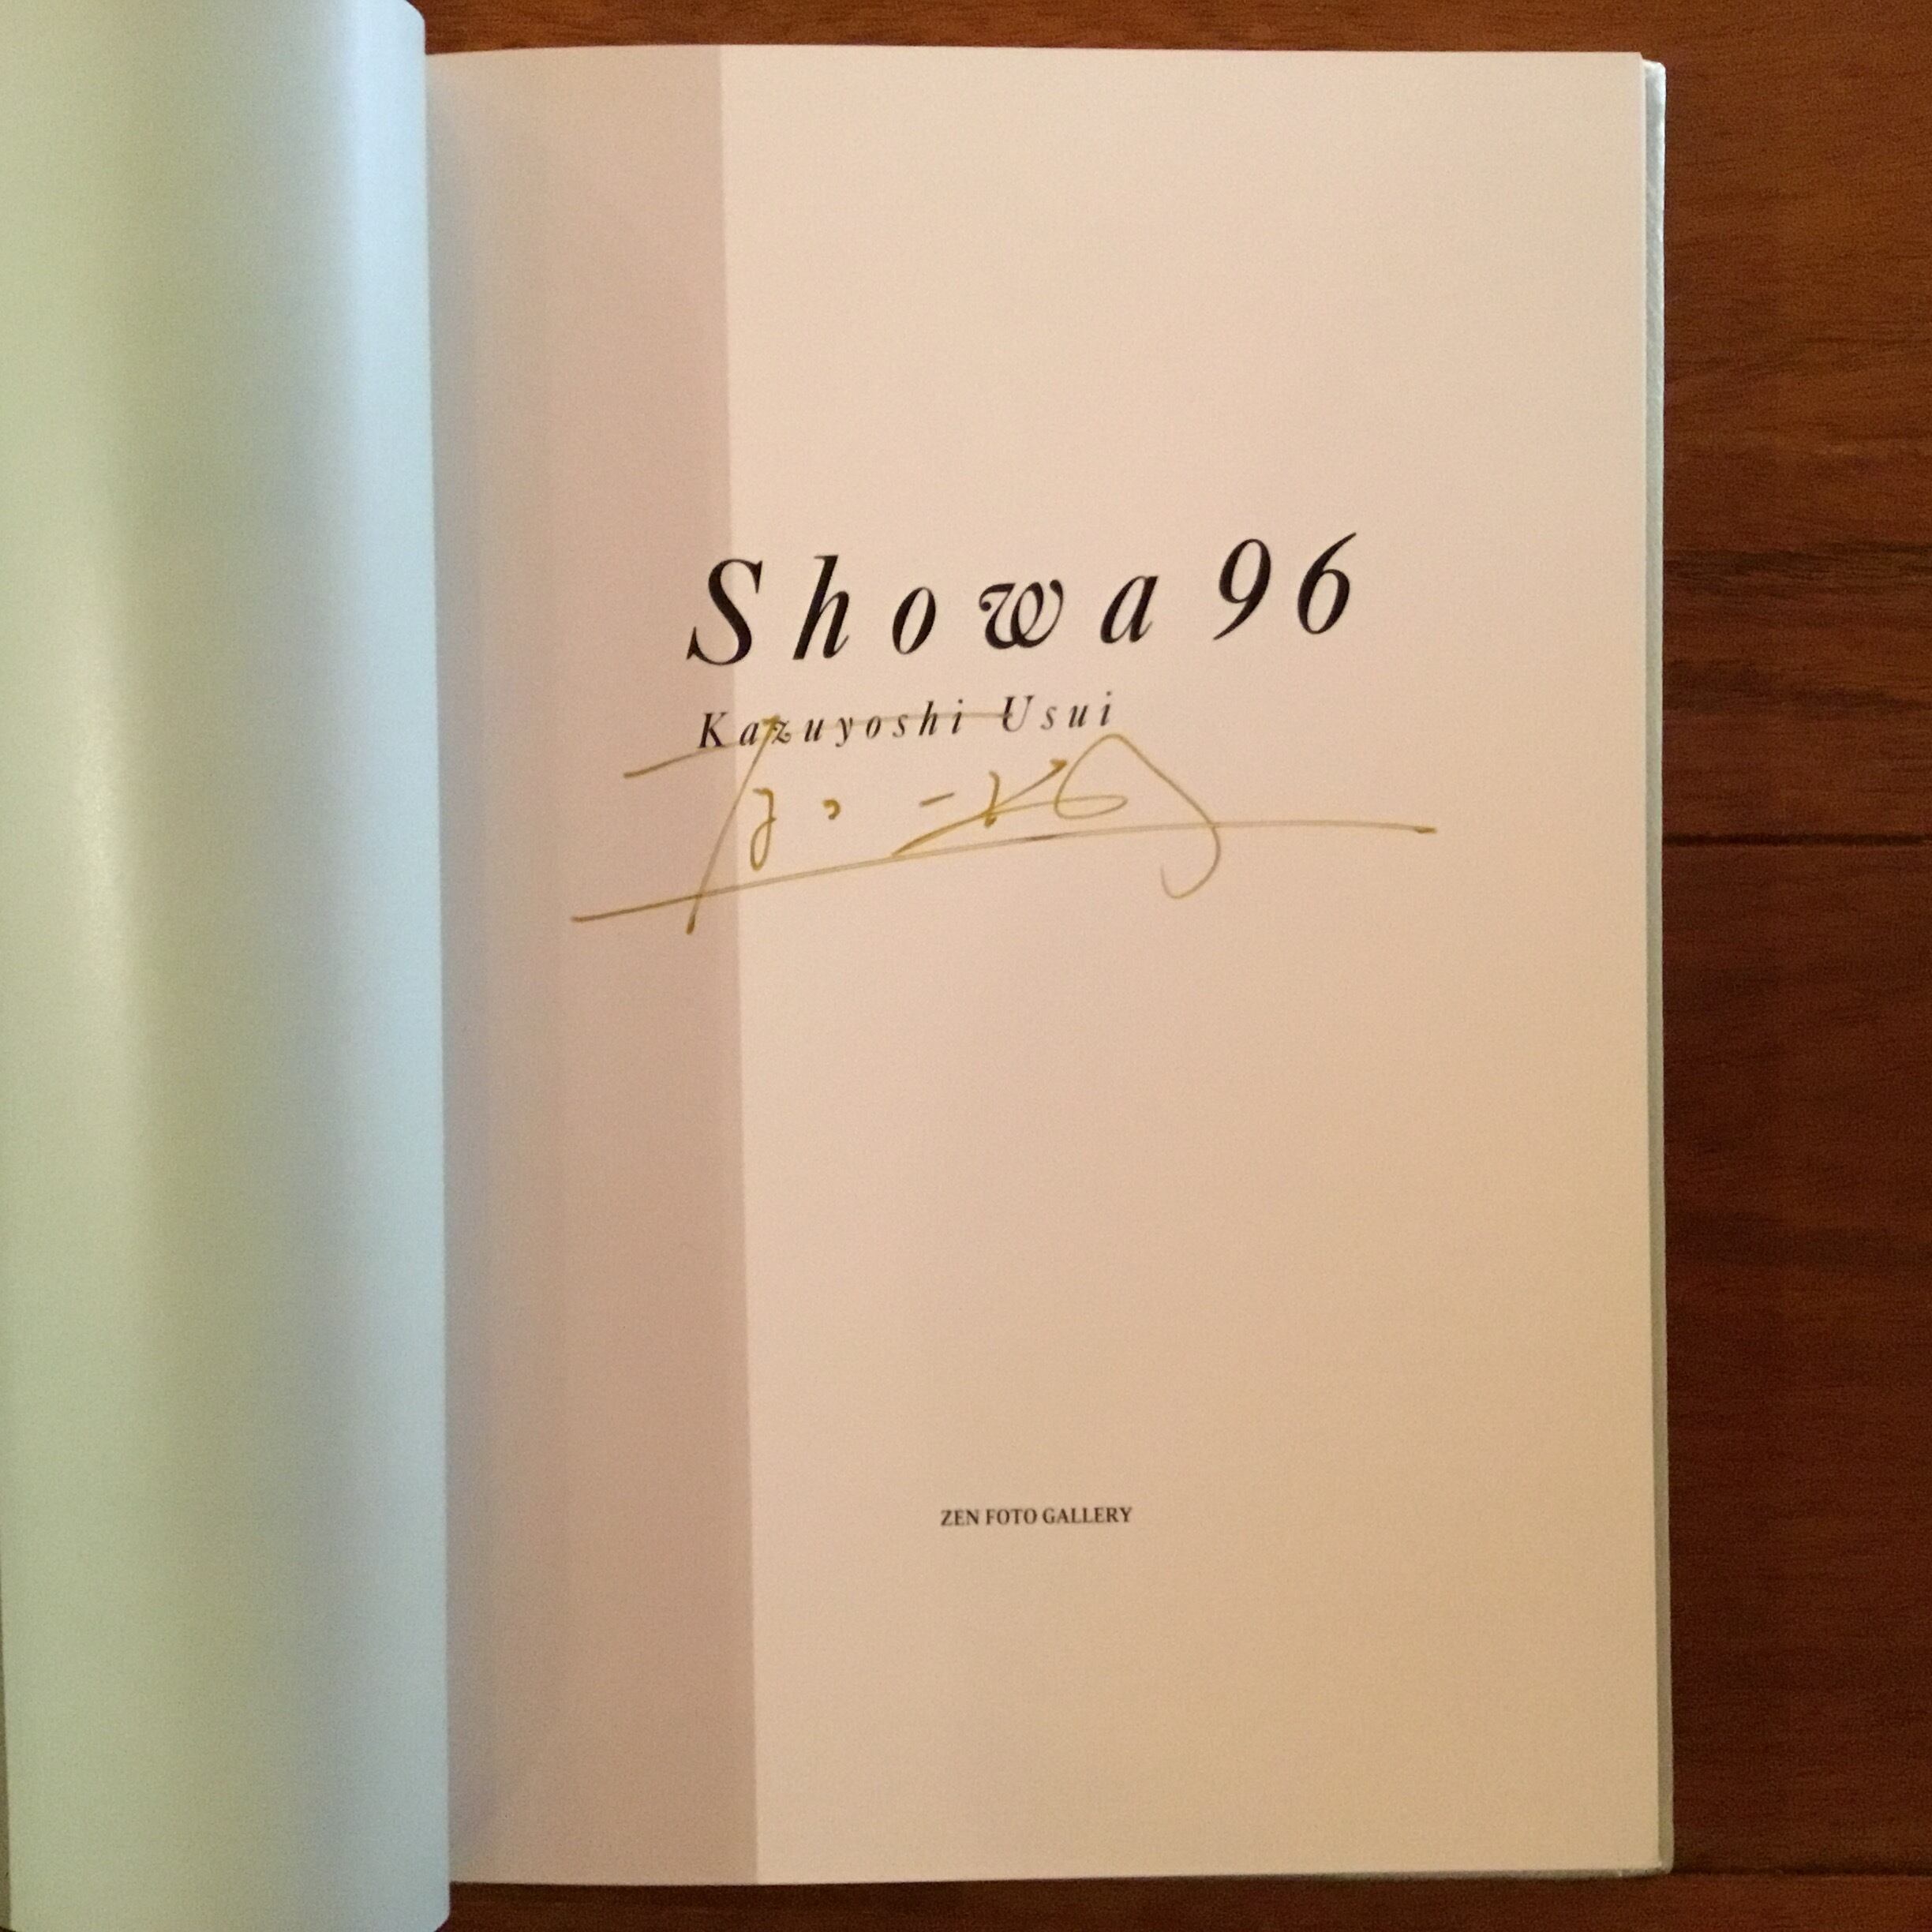 Showa 96
Kazuyoshi Usui
ZEN FOTO GALLERY